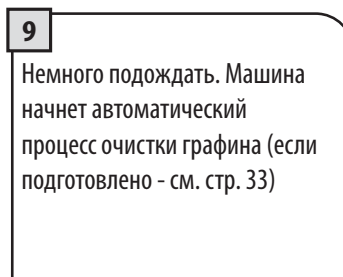 9
Немного подождать. Машина
начнет автоматический
процесс очистки графина (если
подготовлено - см. стр. 33)